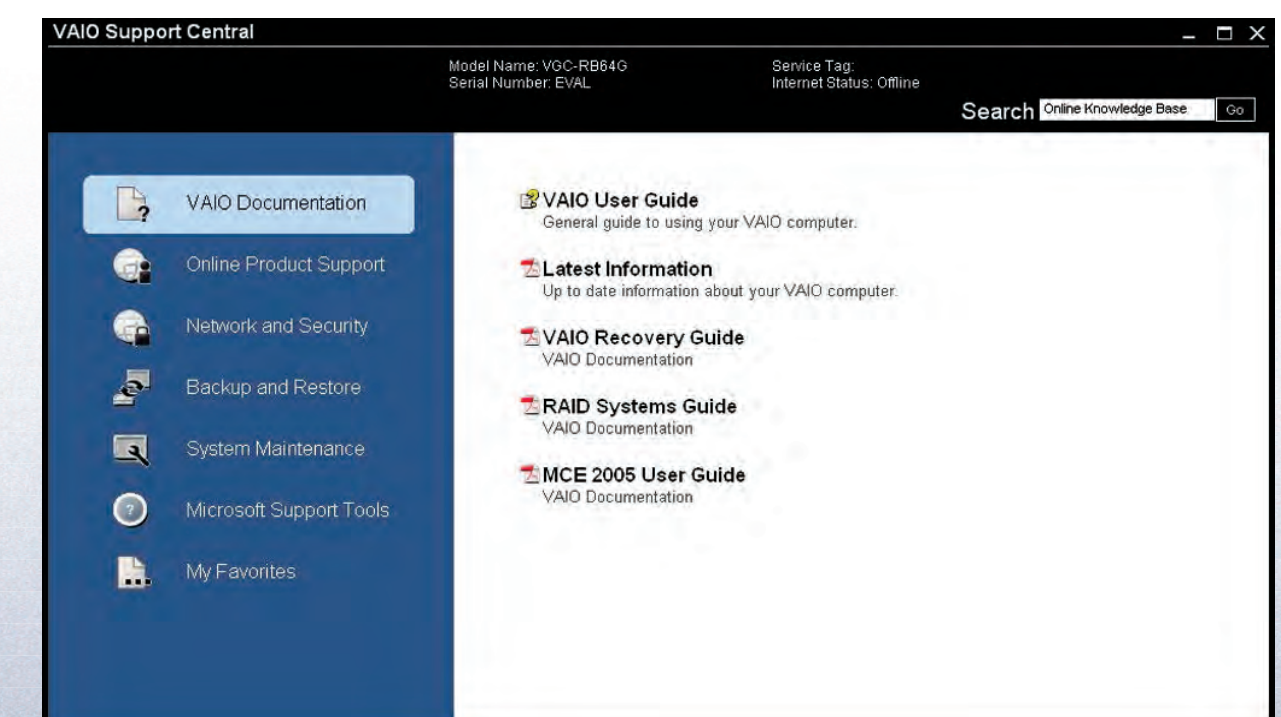 VAIO Support Central
Model Name: VGC-RB64G
Serial Number: EVAL
Service Tag:
Internet Status: Offline
Search Online Knowledge Base Go
VAIO Documentation
Online Product Support
Network and Security
Backup and Restore
System Maintenance
Microsoft Support Tools
My Favorites
VAIO User Guide
General guide to using your VAIO computer.
Latest Information
Up to date information about your VAIO computer.
VAIO Recovery Guide
VAIO Documentation
RAID Systems Guide
VAIO Documentation
MCE 2005 User Guide
VAIO Documentation